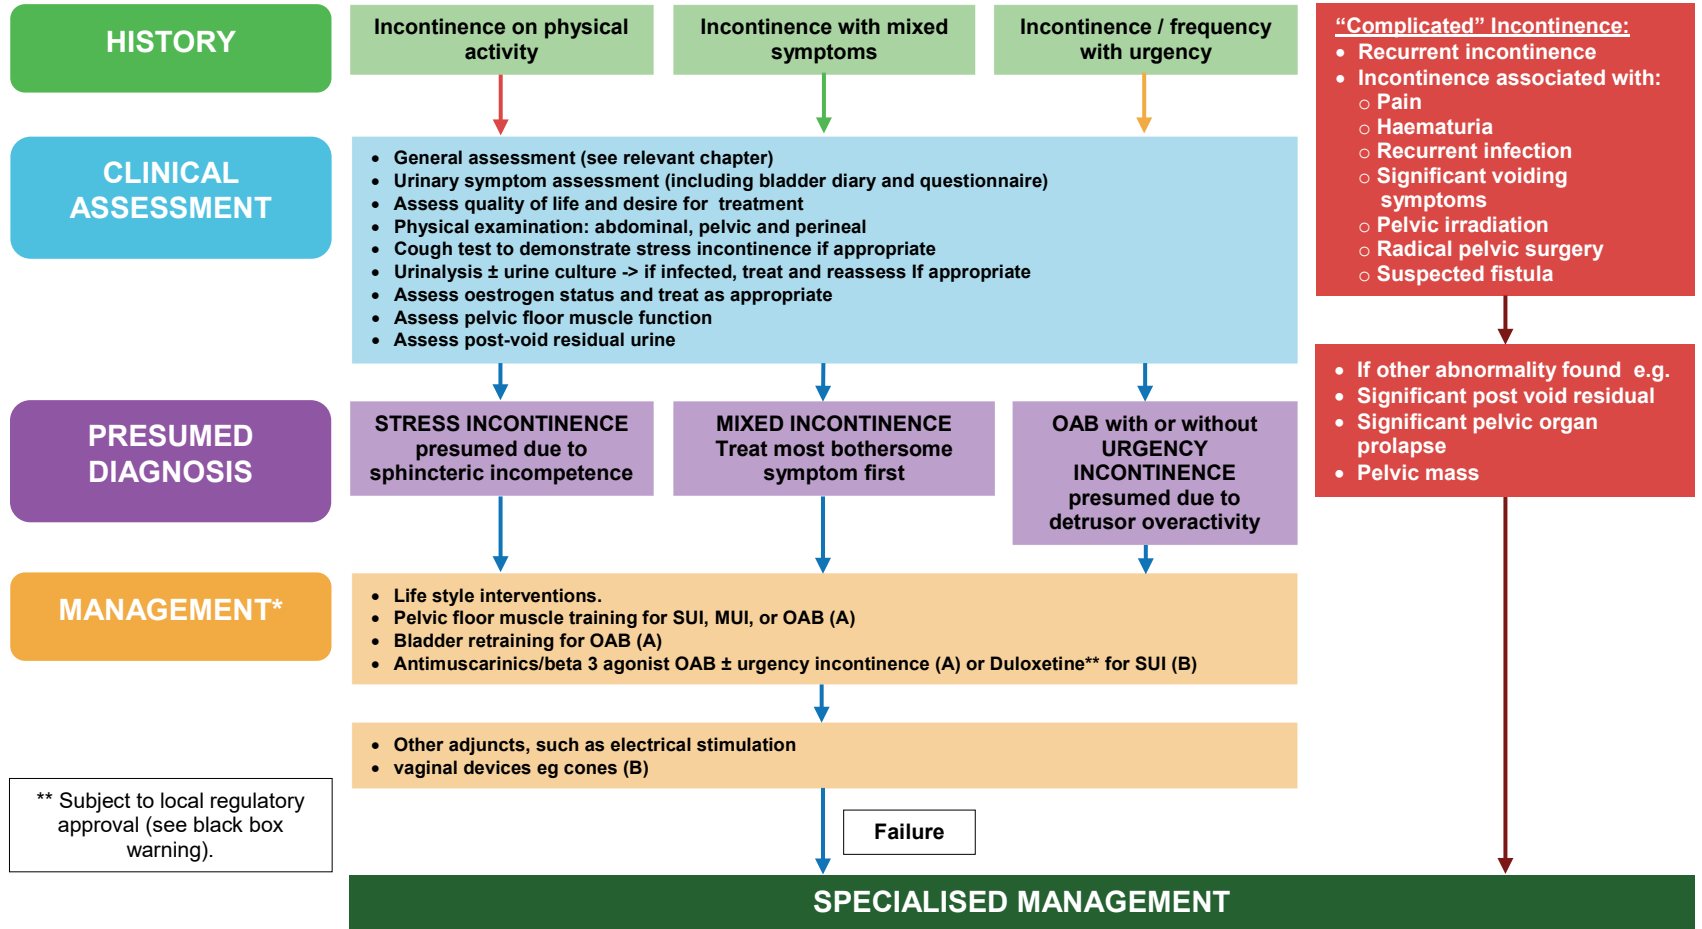 HISTORY
Incontinence on physical
activity
Incontinence with mixed
symptoms
Incontinence / frequency
with urgency
“Complicated” Incontinence:
• Recurrent incontinence
• Incontinence associated with:
o Pain
o Haematuria
o Recurrent infection
o Significant voiding
symptoms
o Pelvic irradiation
o Radical pelvic surgery
o Suspected fistula
CLINICAL
ASSESSMENT
• General assessment (see relevant chapter)
• Urinary symptom assessment (including bladder diary and questionnaire)
• Assess quality of life and desire for treatment
• Physical examination: abdominal, pelvic and perineal
• Cough test to demonstrate stress incontinence if appropriate
• Urinalysis ± urine culture -> if infected, treat and reassess If appropriate
• Assess oestrogen status and treat as appropriate
• Assess pelvic floor muscle function
• Assess post-void residual urine
• If other abnormality found e.g.
• Significant post void residual
• Significant pelvic organ
prolapse
• Pelvic mass
PRESUMED
DIAGNOSIS
STRESS INCONTINENCE
presumed due to
sphincteric incompetence
MIXED INCONTINENCE
Treat most bothersome
symptom first
OAB with or without
URGENCY
INCONTINENCE
presumed due to
detrusor overactivity
MANAGEMENT*
• Life style interventions.
• Pelvic floor muscle training for SUI, MUI, or OAB (A)
• Bladder retraining for OAB (A)
• Antimuscarinics/beta 3 agonist OAB ± urgency incontinence (A) or Duloxetine** for SUI (B)
• Other adjuncts, such as electrical stimulation
• vaginal devices eg cones (B)
** Subject to local regulatory
approval (see black box
warning).
Failure
SPECIALISED MANAGEMENT